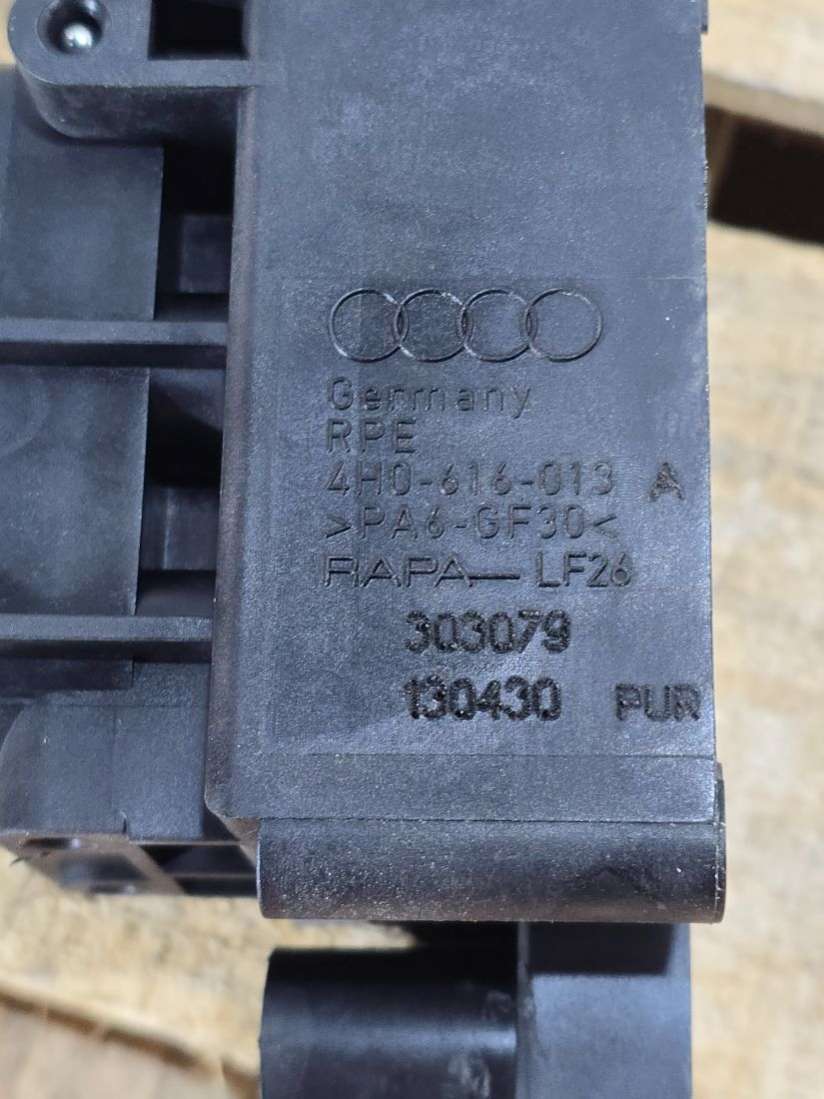 Germany
RPE
4H0-616-013 A
>PA6-GF30<
RAPA LF26
303079
130430 PUR